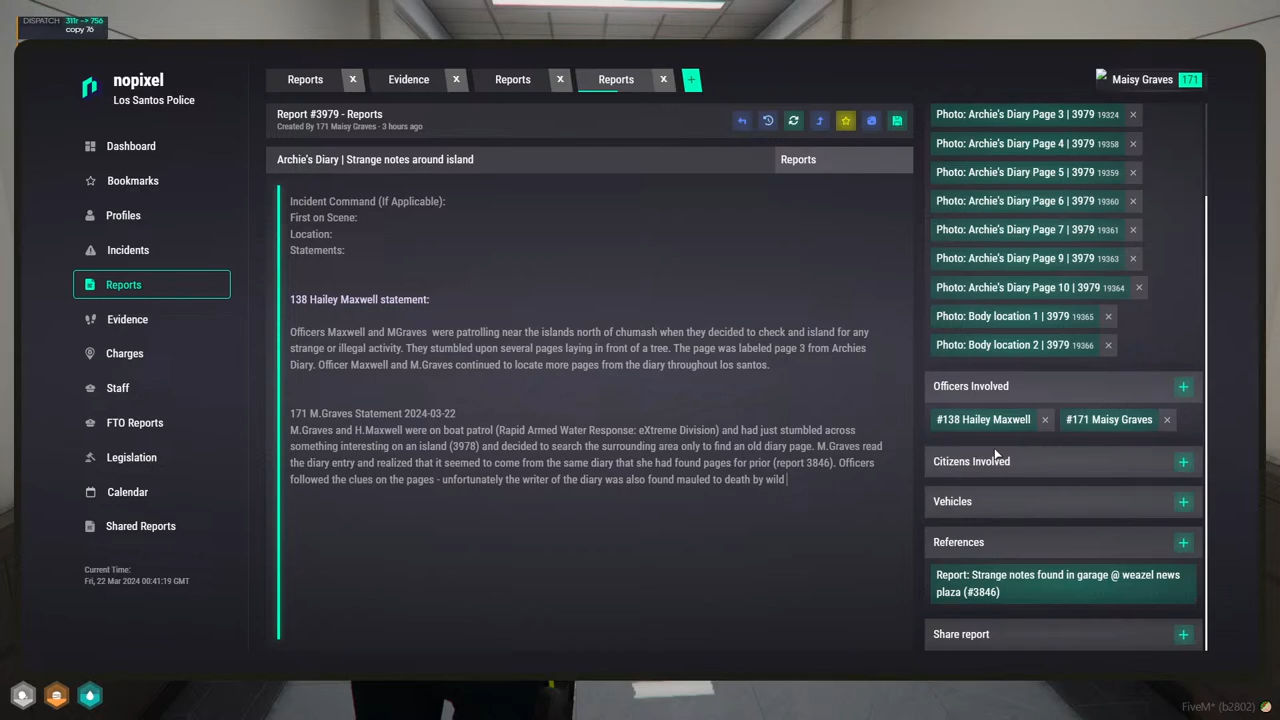 DISPATCH 311r -> 756
copy 76
nopixel
Los Santos Police
Dashboard
Bookmarks
Profiles
Incidents
Reports
Evidence
Charges
Staff
FTO Reports
Legislation
Calendar
Shared Reports
Current Time:
Fri, 22 Mar 2024 00:41:19 GMT
Reports x Evidence x Reports x Reports x +
Maisy Graves 171
Report #3979 - Reports
Created By 171 Maisy Graves · 3 hours ago
Archie's Diary | Strange notes around island
Reports
Incident Command (If Applicable):
First on Scene:
Location:
Statements:
138 Hailey Maxwell statement:
Officers Maxwell and MGraves were patrolling near the islands north of chumash when they decided to check and island for any
strange or illegal activity. They stumbled upon several pages laying in front of a tree. The page was labeled page 3 from Archies
Diary. Officer Maxwell and M.Graves continued to locate more pages from the diary throughout los santos.
171 M.Graves Statement 2024-03-22
M.Graves and H.Maxwell were on boat patrol (Rapid Armed Water Response: eXtreme Division) and had just stumbled across
something interesting on an island (3978) and decided to search the surrounding area only to find an old diary page. M.Graves read
the diary entry and realized that it seemed to come from the same diary that she had found pages for prior (report 3846). Officers
followed the clues on the pages - unfortunately the writer of the diary was also found mauled to death by wild
Photo: Archie's Diary Page 3 | 3979 19324 ×
Photo: Archie's Diary Page 4 | 3979 19358 ×
Photo: Archie's Diary Page 5 | 3979 19359 ×
Photo: Archie's Diary Page 6 | 3979 19360 ×
Photo: Archie's Diary Page 7 | 3979 19361 ×
Photo: Archie's Diary Page 9 | 3979 19363 ×
Photo: Archie's Diary Page 10 | 3979 19364 ×
Photo: Body location 1 | 3979 19365 ×
Photo: Body location 2 | 3979 19366 ×
Officers Involved +
#138 Hailey Maxwell × #171 Maisy Graves ×
Citizens Involved +
Vehicles +
References +
Report: Strange notes found in garage @ weazel news
plaza (#3846)
Share report +
FiveM* (b2802)